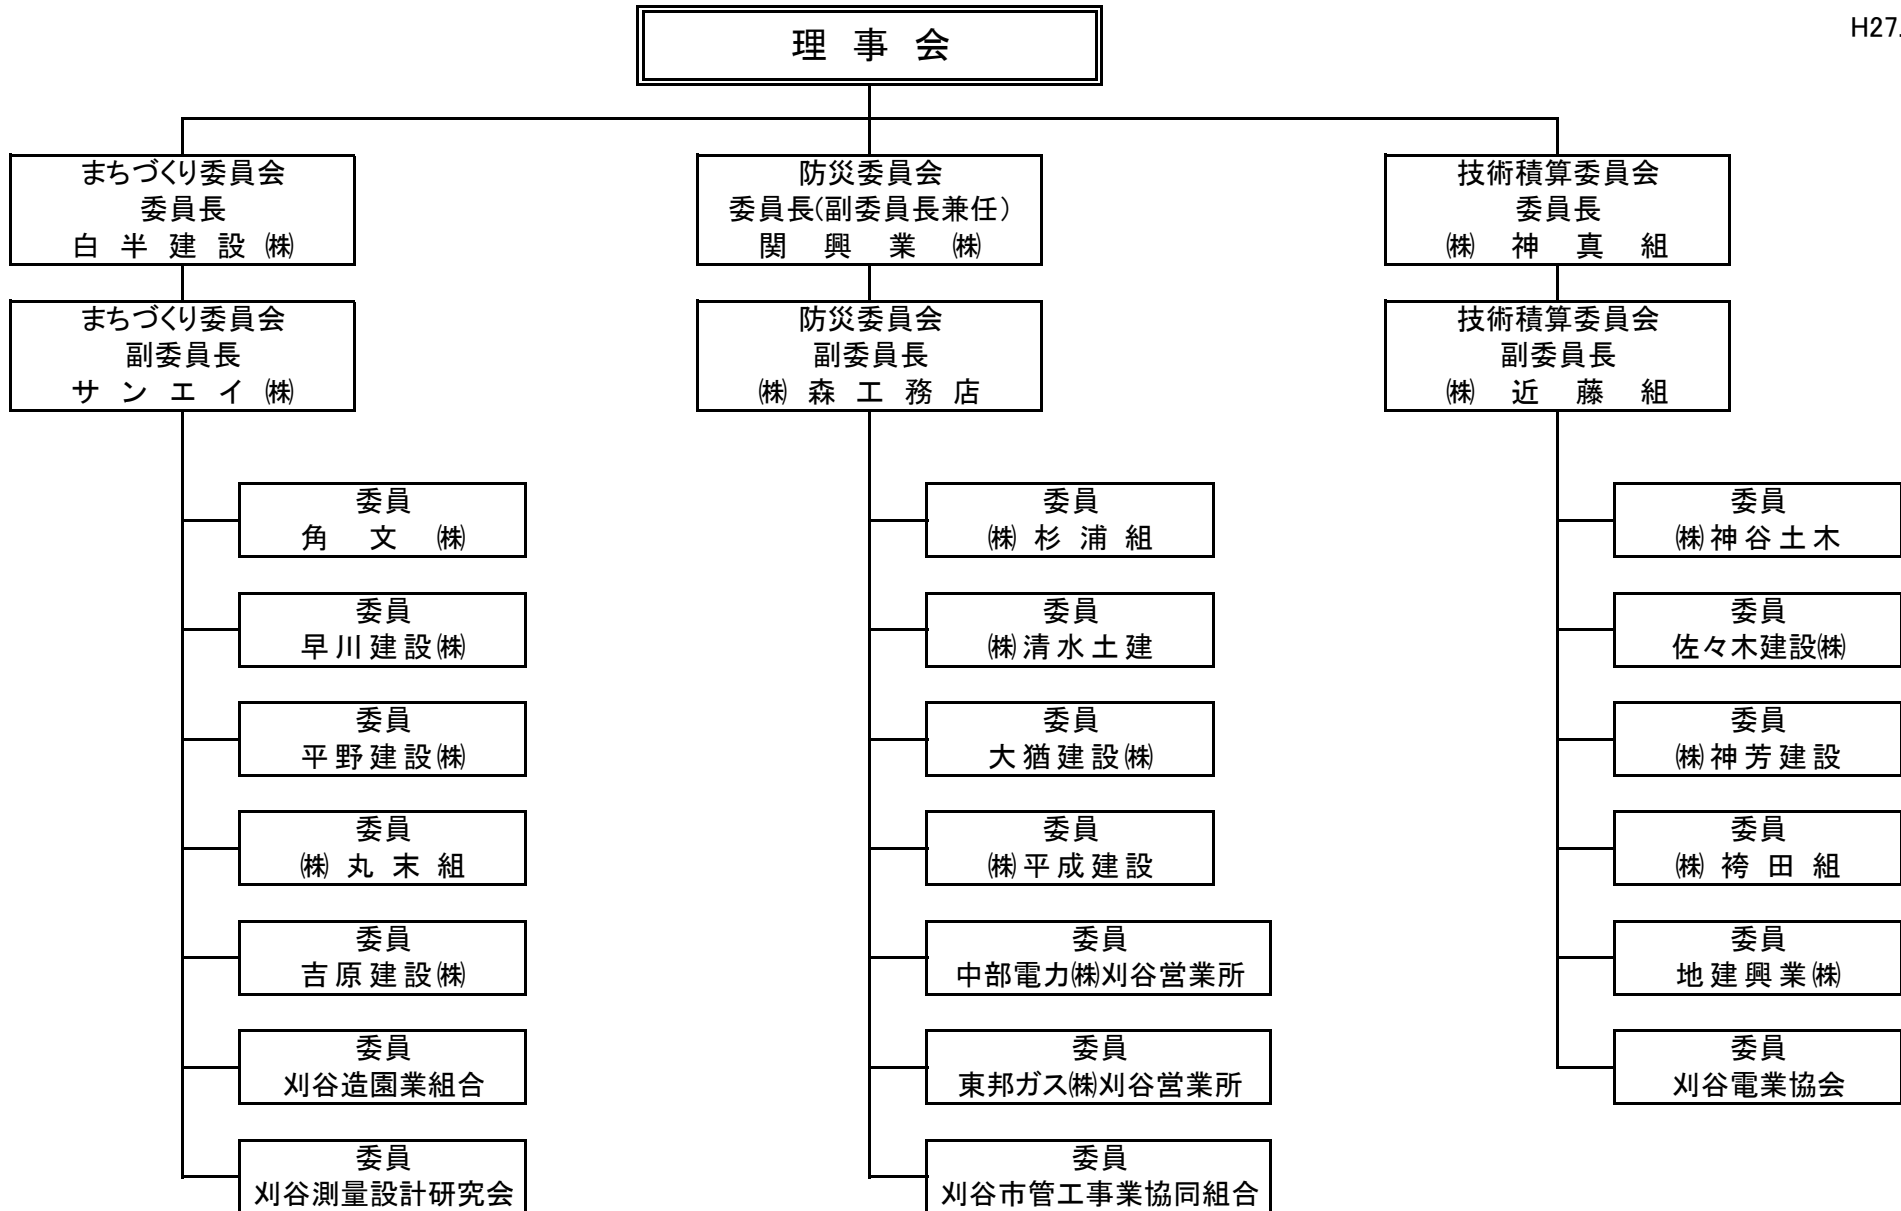 H27.
理事会
まちづくり委員会
委員長
白半建設㈱
まちづくり委員会
副委員長
サンエイ㈱
委員
角文㈱
委員
早川建設㈱
委員
平野建設㈱
委員
㈱丸末組
委員
吉原建設㈱
委員
刈谷造園業組合
委員
刈谷測量設計研究会
防災委員会
委員長(副委員長兼任)
関興業㈱
防災委員会
副委員長
㈱森工務店
委員
㈱杉浦組
委員
㈱清水土建
委員
大猶建設㈱
委員
㈱平成建設
委員
中部電力㈱刈谷営業所
委員
東邦ガス㈱刈谷営業所
委員
刈谷市管工事業協同組合
技術積算委員会
委員長
㈱神真組
技術積算委員会
副委員長
㈱近藤組
委員
㈱神谷土木
委員
佐々木建設㈱
委員
㈱神芳建設
委員
㈱袴田組
委員
地建興業㈱
委員
刈谷電業協会